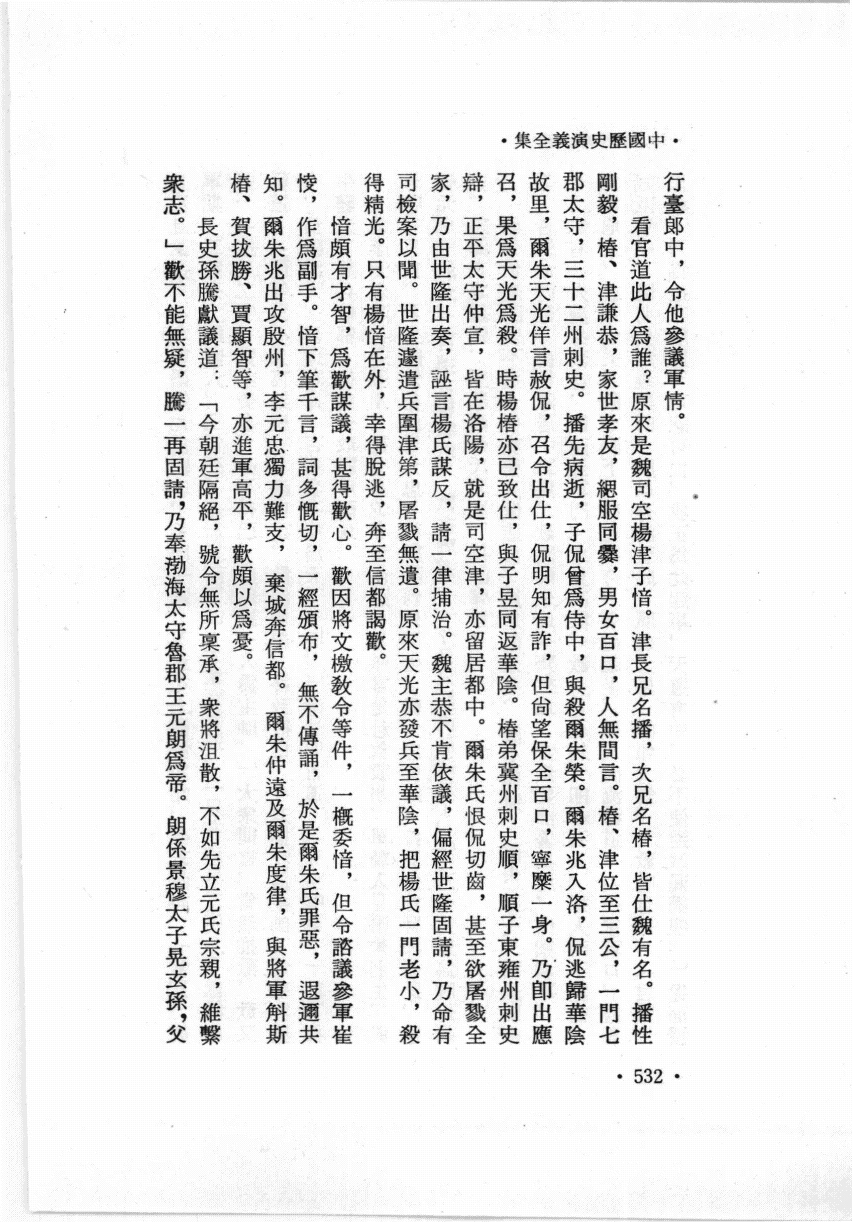 ・中國歷史演義全集・
行臺郎中，令他參議軍情。
看官道此人爲誰？原來是魏司空楊津子愔。津長兄名播，次兄名椿，皆仕魏有名。播性
剛毅，椿、津謙恭，家世孝友，緦服同爨，男女百口，人無間言。椿、津位至三公，一門七
郡太守，三十二州刺史。播先病逝，子侃曾爲侍中，與殺爾朱榮。爾朱兆入洛，侃逃歸華陰
故里，爾朱天光佯言赦侃，召令出仕，侃明知有詐，但尙望保全百口，寧糜一身。乃卽出應
召，果爲天光爲殺。時楊椿亦已致仕，與子昱同返華陰。椿弟冀州刺史順，順子東雍州刺史
辯，正平太守仲宣，皆在洛陽，就是司空津，亦留居都中。爾朱氏恨侃切齒，甚至欲屠戮全
家，乃由世隆出奏，誣言楊氏謀反，請一律捕治。魏主恭不肯依議，偏經世隆固請，乃命有
司檢案以聞。世隆遽遣兵圍津第，屠戮無遺。原來天光亦發兵至華陰，把楊氏一門老小，殺
得精光。只有楊愔在外，幸得脫逃，奔至信都謁歡。
愔頗有才智，爲歡謀議，甚得歡心。歡因將文檄敎令等件，一概委愔，但令諮議參軍崔
㥄，作爲副手。愔下筆千言，詞多慨切，一經頒布，無不傳誦，於是爾朱氏罪惡，遐邇共
知。爾朱兆出攻殷州，李元忠獨力難支，棄城奔信都。爾朱仲遠及爾朱度律，與將軍斛斯
椿、賀拔勝、賈顯智等，亦進軍高平，歡頗以爲憂。
長史孫騰獻議道：「今朝廷隔絕，號令無所稟承，衆將沮散，不如先立元氏宗親，維繫
衆志。」歡不能無疑，騰一再固請，乃奉渤海太守魯郡王元朗爲帝。朗係景穆太子晃玄孫，父
・532・